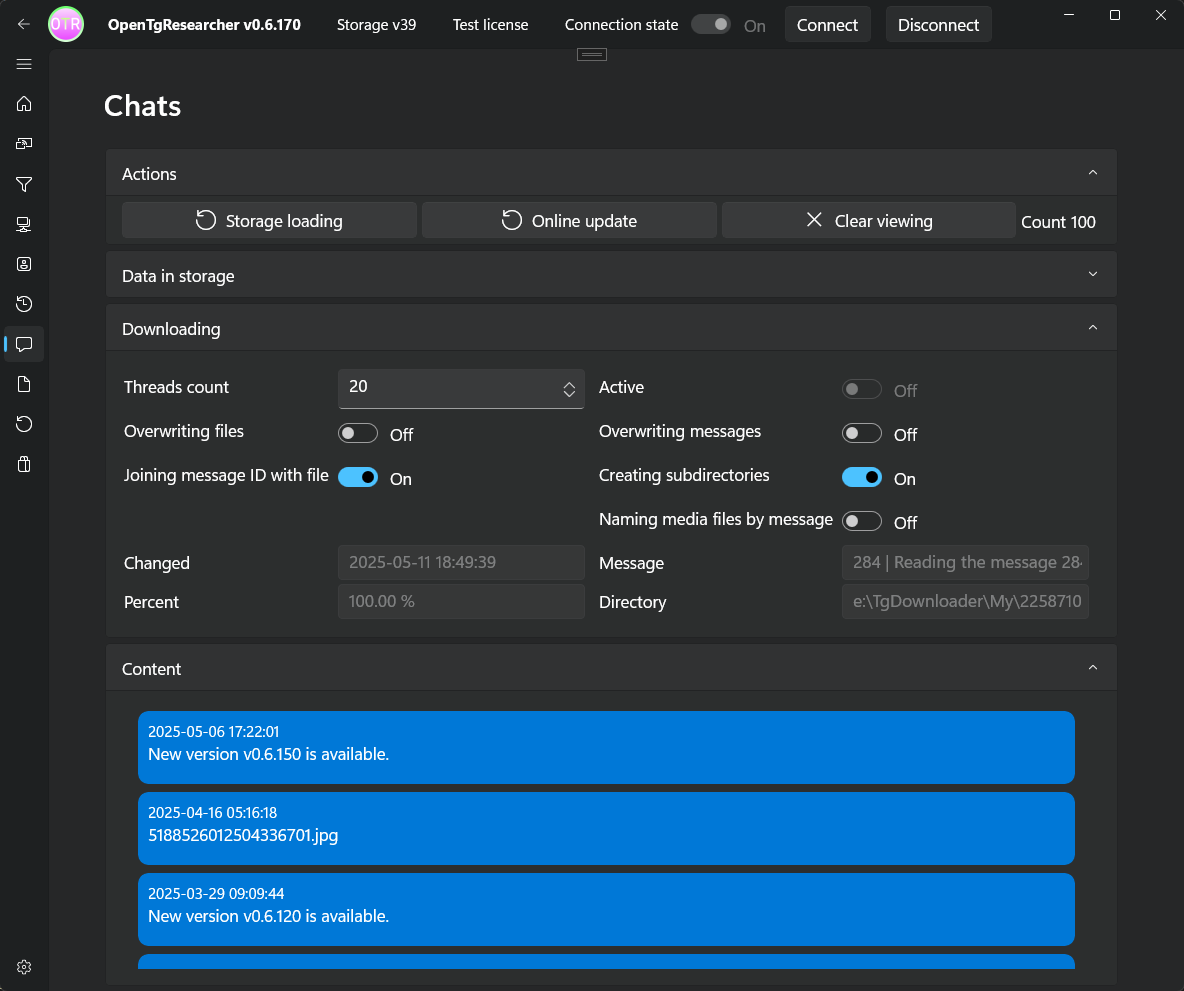 OTR OpenTgResearcher v0.6.170 Storage v39 Test license Connection state On Connect Disconnect
Chats
Actions
Storage loading Online update Clear viewing Count 100
Data in storage
Downloading
Threads count 20 Active Off
Overwriting files Off Overwriting messages Off
Joining message ID with file On Creating subdirectories On
Naming media files by message Off
Changed 2025-05-11 18:49:39 Message 284 | Reading the message 284
Percent 100.00 % Directory e:\TgDownloader\My\2258710
Content
2025-05-06 17:22:01
New version v0.6.150 is available.
2025-04-16 05:16:18
5188526012504336701.jpg
2025-03-29 09:09:44
New version v0.6.120 is available.